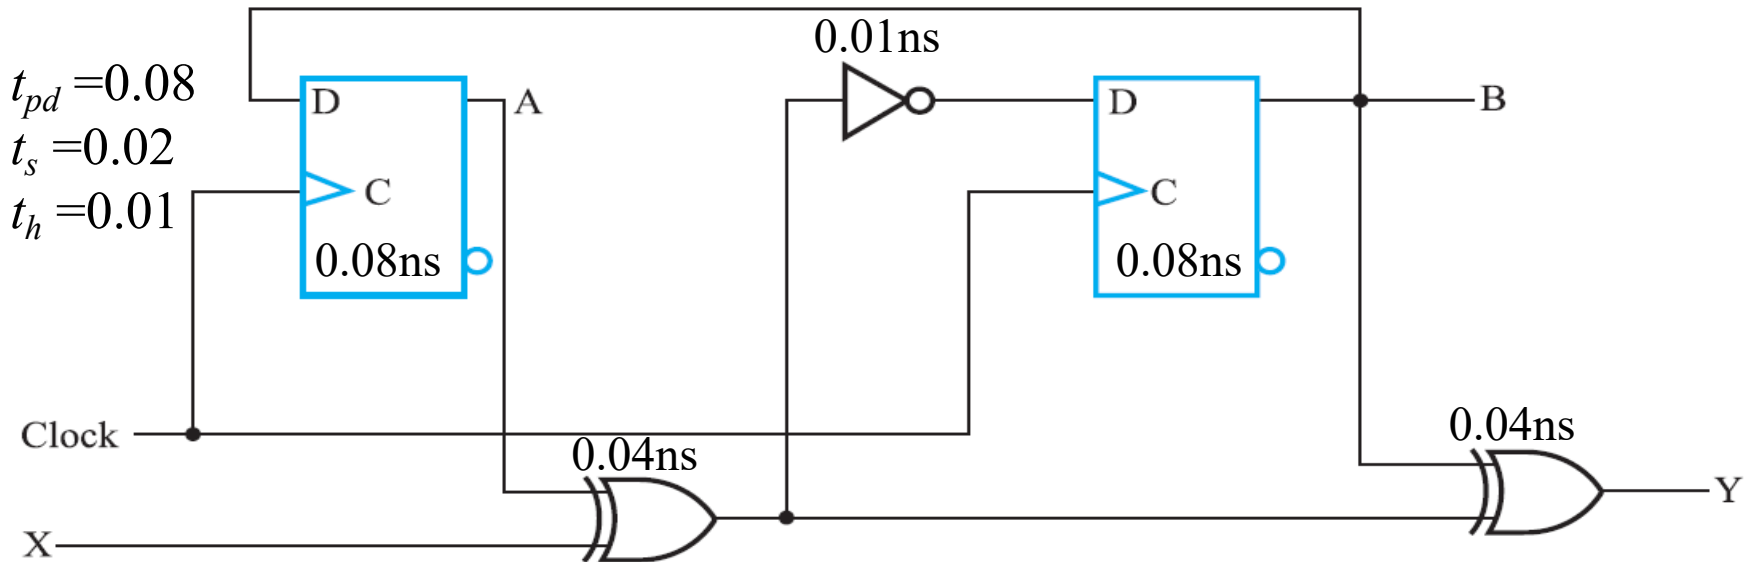 0.01ns
t_pd =0.08
t_s =0.02
t_h =0.01
D
A
D
B
C
C
0.08ns
0.08ns
Clock
0.04ns
0.04ns
X
Y